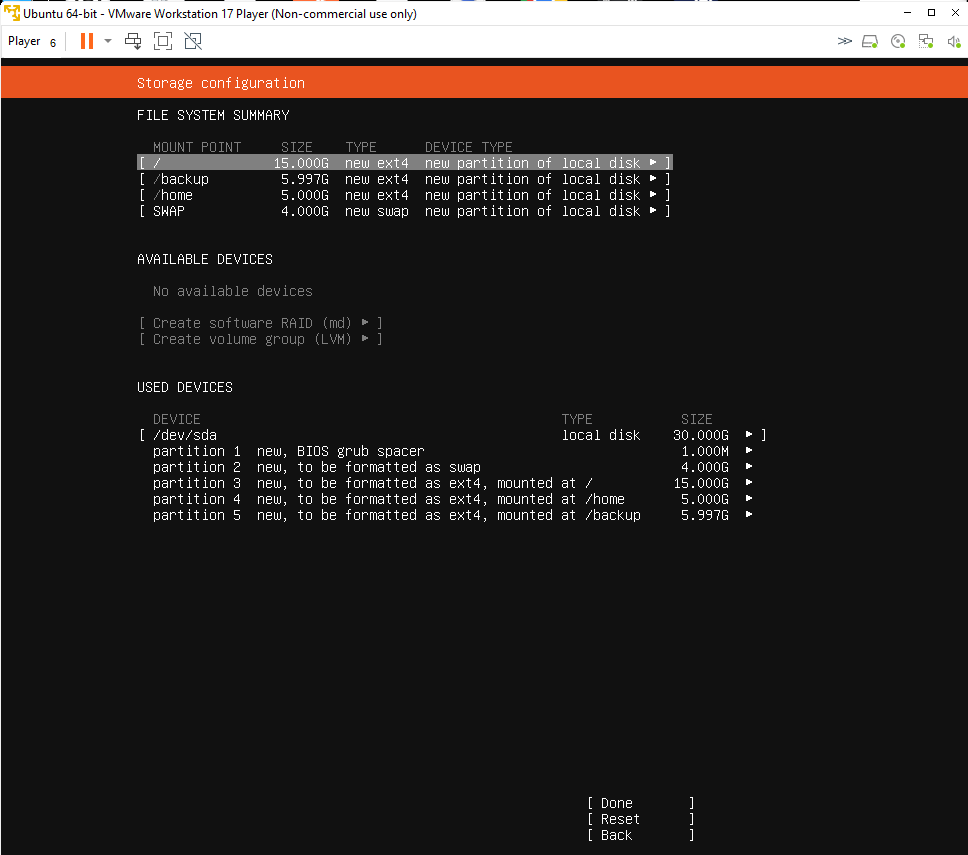 Ubuntu 64-bit - VMware Workstation 17 Player (Non-commercial use only)
Player 6
Storage configuration
FILE SYSTEM SUMMARY
MOUNT POINT SIZE TYPE DEVICE TYPE
[ / 15.000G new ext4 new partition of local disk ▸ ]
[ /backup 5.997G new ext4 new partition of local disk ▸ ]
[ /home 5.000G new ext4 new partition of local disk ▸ ]
[ SWAP 4.000G new swap new partition of local disk ▸ ]
AVAILABLE DEVICES
No available devices
[ Create software RAID (md) ▸ ]
[ Create volume group (LVM) ▸ ]
USED DEVICES
DEVICE TYPE SIZE
[ /dev/sda local disk 30.000G ▸ ]
partition 1 new, BIOS grub spacer 1.000M ▸
partition 2 new, to be formatted as swap 4.000G ▸
partition 3 new, to be formatted as ext4, mounted at / 15.000G ▸
partition 4 new, to be formatted as ext4, mounted at /home 5.000G ▸
partition 5 new, to be formatted as ext4, mounted at /backup 5.997G ▸
[ Done ]
[ Reset ]
[ Back ]